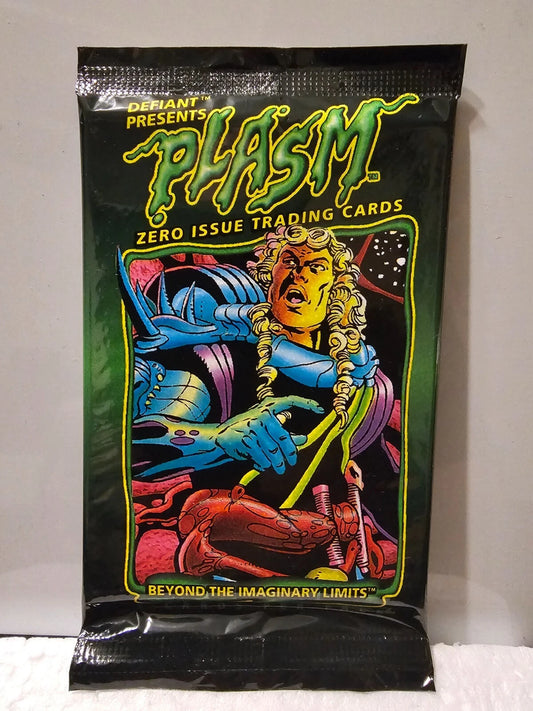 DEFIANT™
PRESENTS
PLASM™
ZERO ISSUE TRADING CARDS
BEYOND THE IMAGINARY LIMITS™